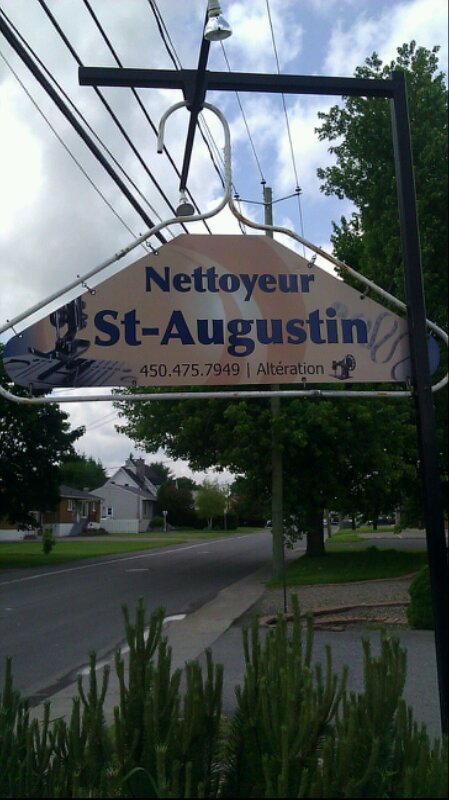 Nettoyeur
St-Augustin
450.475.7949 | Altération